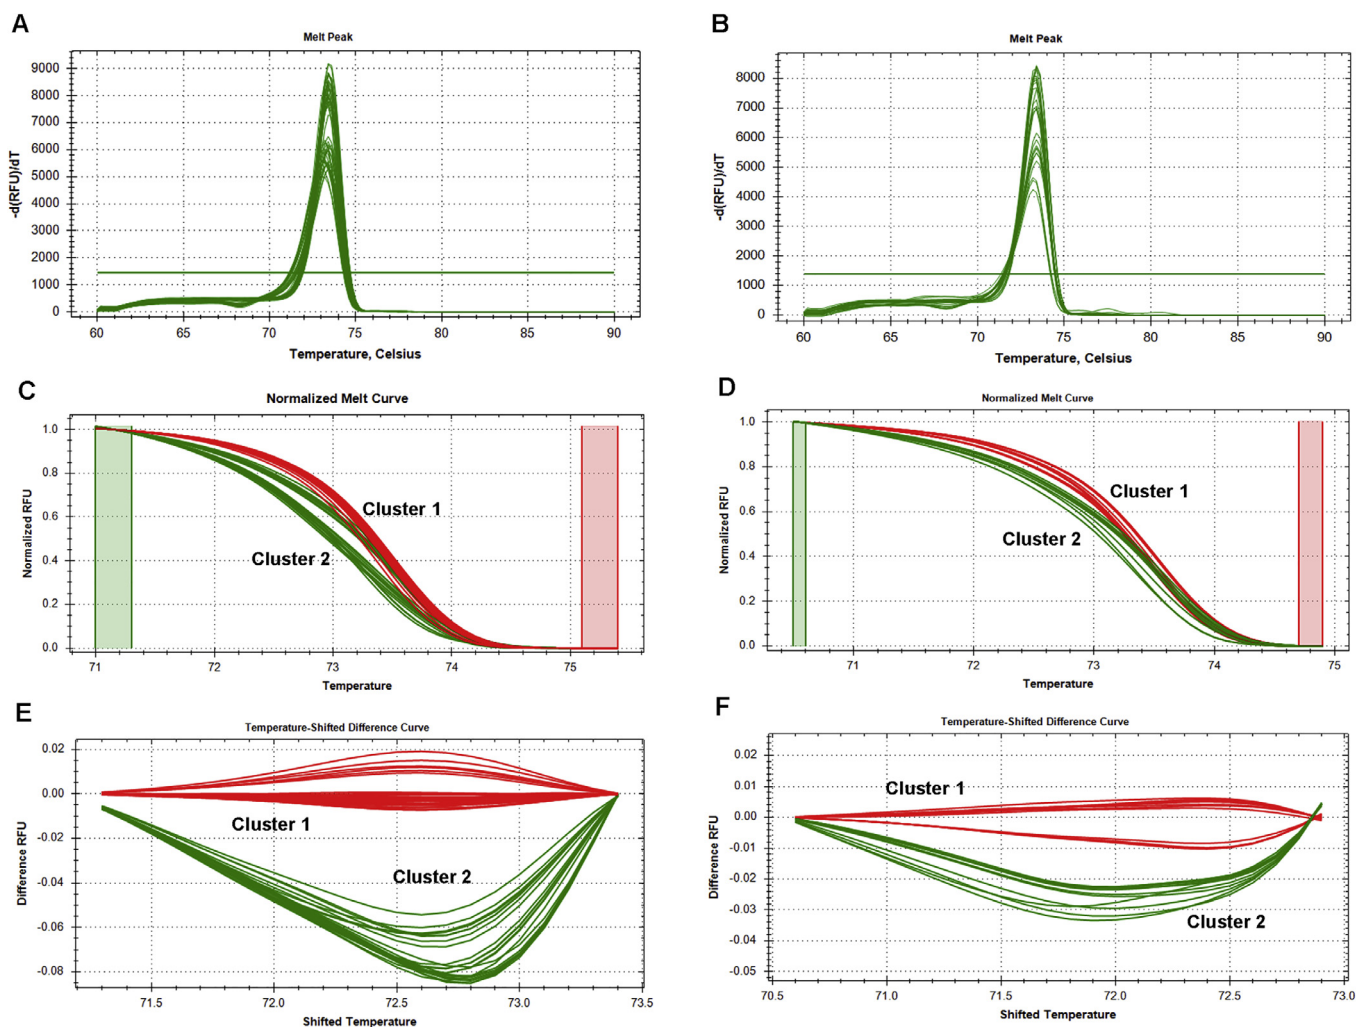 A
Melt Peak
-d(RFU)/dT
9000
8000
7000
6000
5000
4000
3000
2000
1000
0
60 65 70 75 80 85 90
Temperature, Celsius
B
Melt Peak
-d(RFU)/dT
8000
7000
6000
5000
4000
3000
2000
1000
0
60 65 70 75 80 85 90
Temperature, Celsius
C
Normalized Melt Curve
Normalized RFU
1.0
0.8
0.6
0.4
0.2
0.0
Cluster 1
Cluster 2
71 72 73 74 75
Temperature
D
Normalized Melt Curve
Normalized RFU
1.0
0.8
0.6
0.4
0.2
0.0
Cluster 1
Cluster 2
71 72 73 74 75
Temperature
E
Temperature-Shifted Difference Curve
Difference RFU
0.02
0.00
-0.02
-0.04
-0.06
-0.08
Cluster 1
Cluster 2
71.5 72.0 72.5 73.0 73.5
Shifted Temperature
F
Temperature-Shifted Difference Curve
Difference RFU
0.02
0.01
0.00
-0.01
-0.02
-0.03
-0.04
-0.05
Cluster 1
Cluster 2
70.5 71.0 71.5 72.0 72.5 73.0
Shifted Temperature